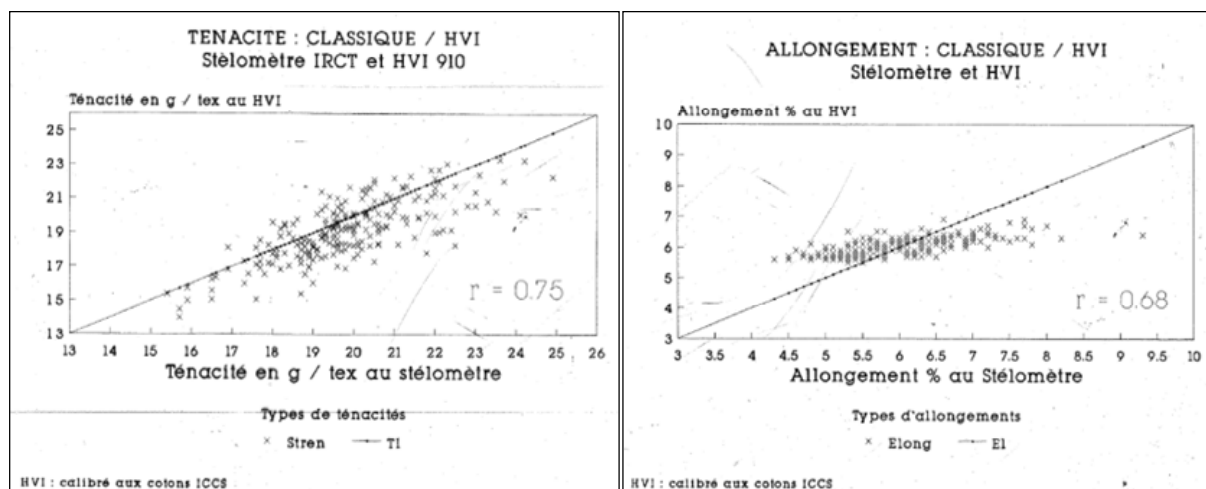 TENACITE : CLASSIQUE / HVI
Stèlomètre IRCT et HVI 910
Ténacité en g / tex au HVI
25
23
21
19
17
15
13
r = 0.75
13 14 15 16 17 18 19 20 21 22 23 24 25 26
Ténacité en g / tex au stélomètre
Types de ténacités
× Stren TI
HVI : calibré aux cotons ICCS
ALLONGEMENT : CLASSIQUE / HVI
Stélomètre et HVI
Allongement % au HVI
10
9
8
7
6
5
4
3
r = 0.68
3 3.5 4 4.5 5 5.5 6 6.5 7 7.5 8 8.5 9 9.5 10
Allongement % au Stélomètre
Types d'allongements
× Elong El
HVI : calibré aux cotons ICCS